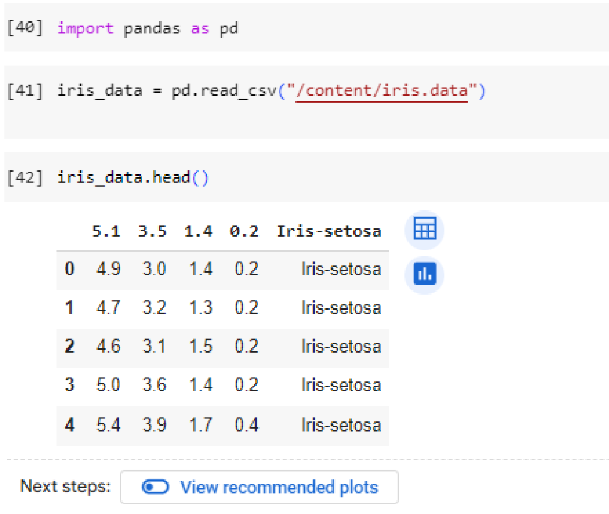 [40] import pandas as pd
[41] iris_data = pd.read_csv("/content/iris.data")
[42] iris_data.head()
5.1 3.5 1.4 0.2 Iris-setosa
0 4.9 3.0 1.4 0.2 Iris-setosa
1 4.7 3.2 1.3 0.2 Iris-setosa
2 4.6 3.1 1.5 0.2 Iris-setosa
3 5.0 3.6 1.4 0.2 Iris-setosa
4 5.4 3.9 1.7 0.4 Iris-setosa
Next steps: View recommended plots